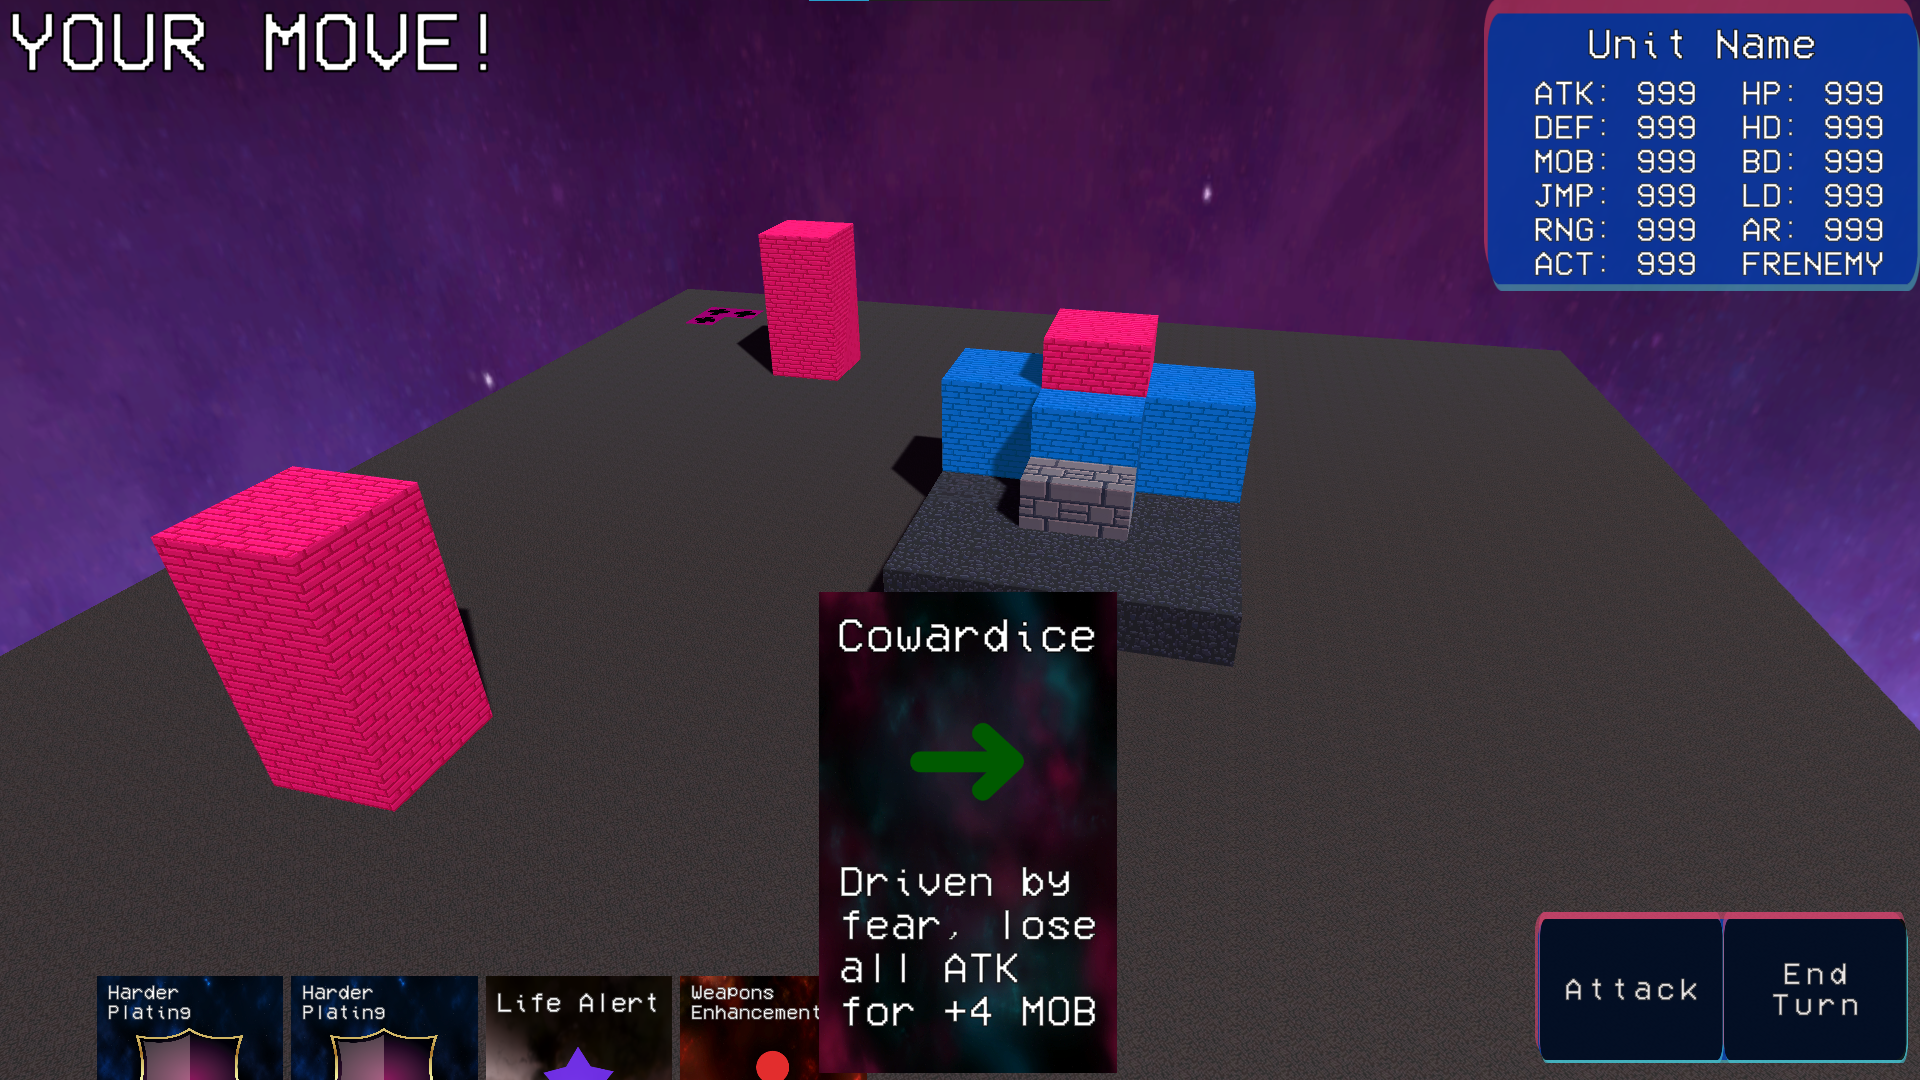 YOUR MOVE!
Unit Name
ATK: 999 HP: 999
DEF: 999 HD: 999
MOB: 999 BD: 999
JMP: 999 LD: 999
RNG: 999 AR: 999
ACT: 999 FRENEMY
Cowardice
Driven by
fear, lose
all ATK
for +4 MOB
Harder
Plating
Harder
Plating
Life Alert
Weapons
Enhancement
Attack
End
Turn